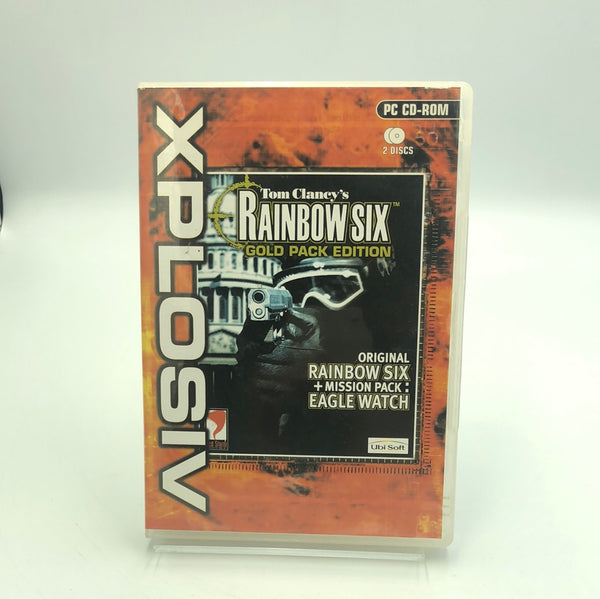 XPLOSIV
PC CD-ROM
2 DISCS
Tom Clancy's
RAINBOW SIX™
GOLD PACK EDITION
ORIGINAL
RAINBOW SIX
+ MISSION PACK :
EAGLE WATCH
Ubi Soft